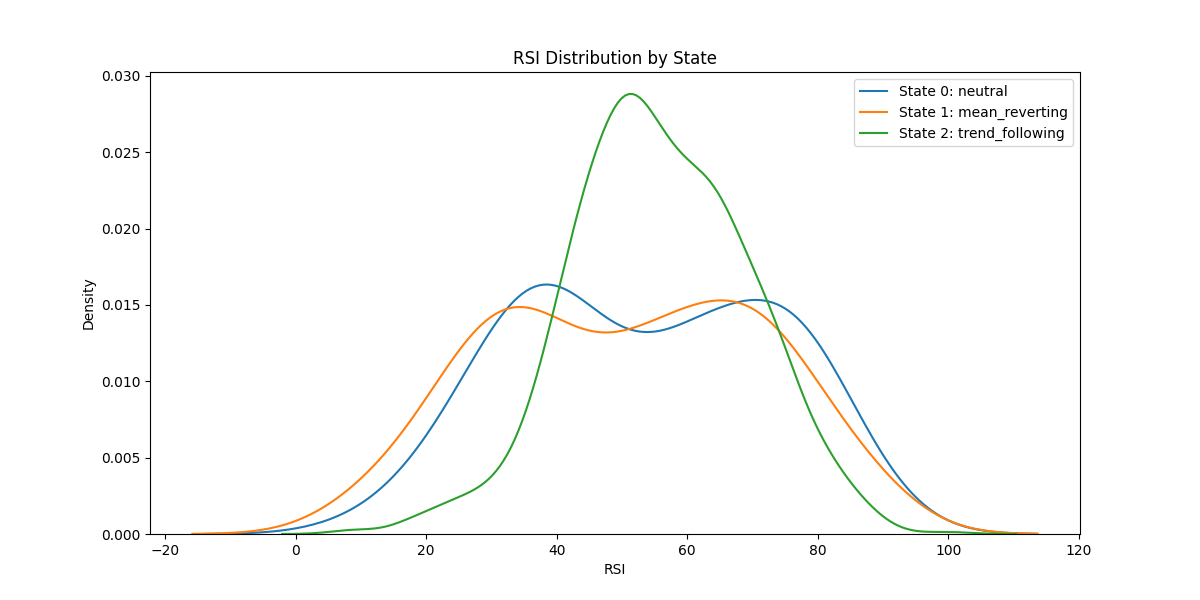 RSI Distribution by State
State 0: neutral
State 1: mean_reverting
State 2: trend_following
Density
0.030
0.025
0.020
0.015
0.010
0.005
0.000
−20
0
20
40
60
80
100
120
RSI